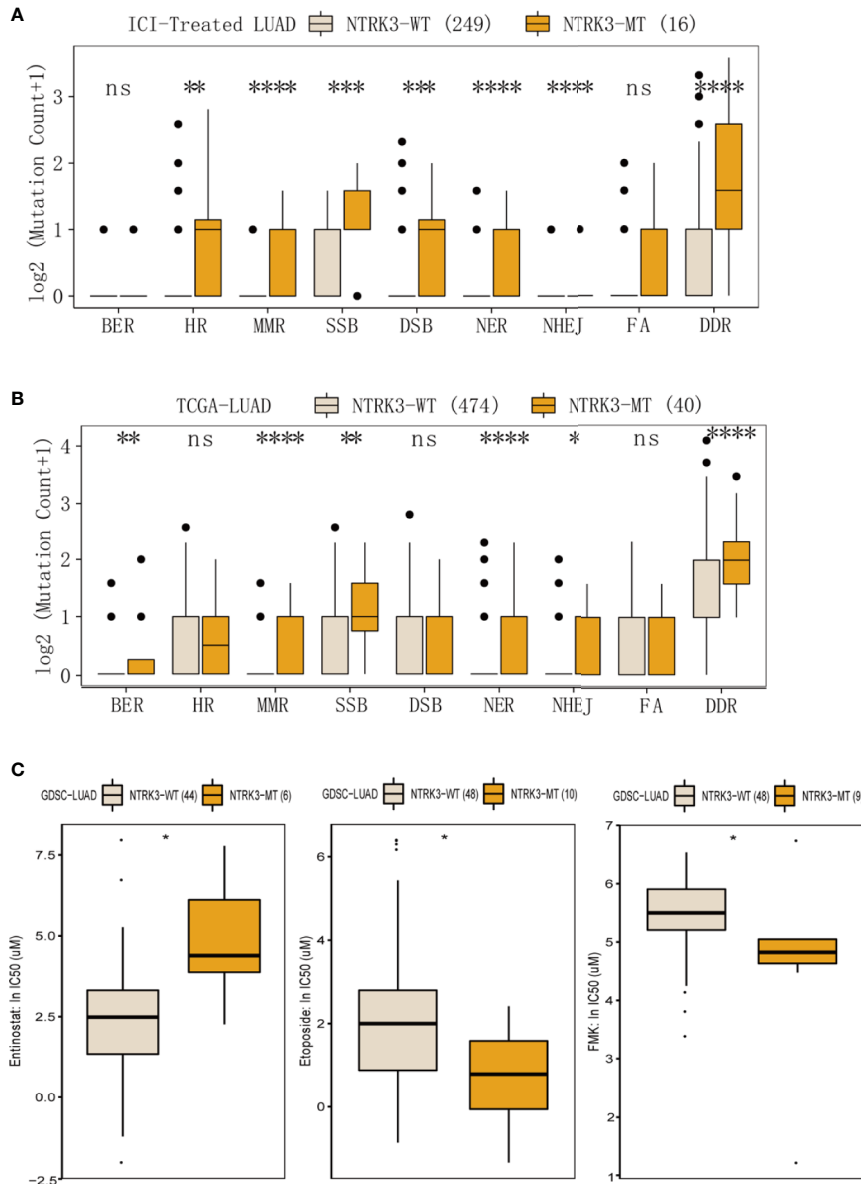 A
ICI-Treated LUAD NTRK3-WT (249) NTRK3-MT (16)
ns ** **** *** *** **** **** ns ****
log2 (Mutation Count+1)
3
2
1
0
BER HR MMR SSB DSB NER NHEJ FA DDR
B
TCGA-LUAD NTRK3-WT (474) NTRK3-MT (40)
** ns **** ** ns **** * ns ****
log2 (Mutation Count+1)
4
3
2
1
0
BER HR MMR SSB DSB NER NHEJ FA DDR
C
GDSC-LUAD NTRK3-WT (44) NTRK3-MT (6)
*
Entinostat: ln IC50 (uM)
7.5
5.0
2.5
0.0
−2.5
GDSC-LUAD NTRK3-WT (48) NTRK3-MT (10)
*
Etoposide: ln IC50 (uM)
6
4
2
0
GDSC-LUAD NTRK3-WT (48) NTRK3-MT (9
*
FMK: ln IC50 (uM)
7
6
5
4
3
2
1